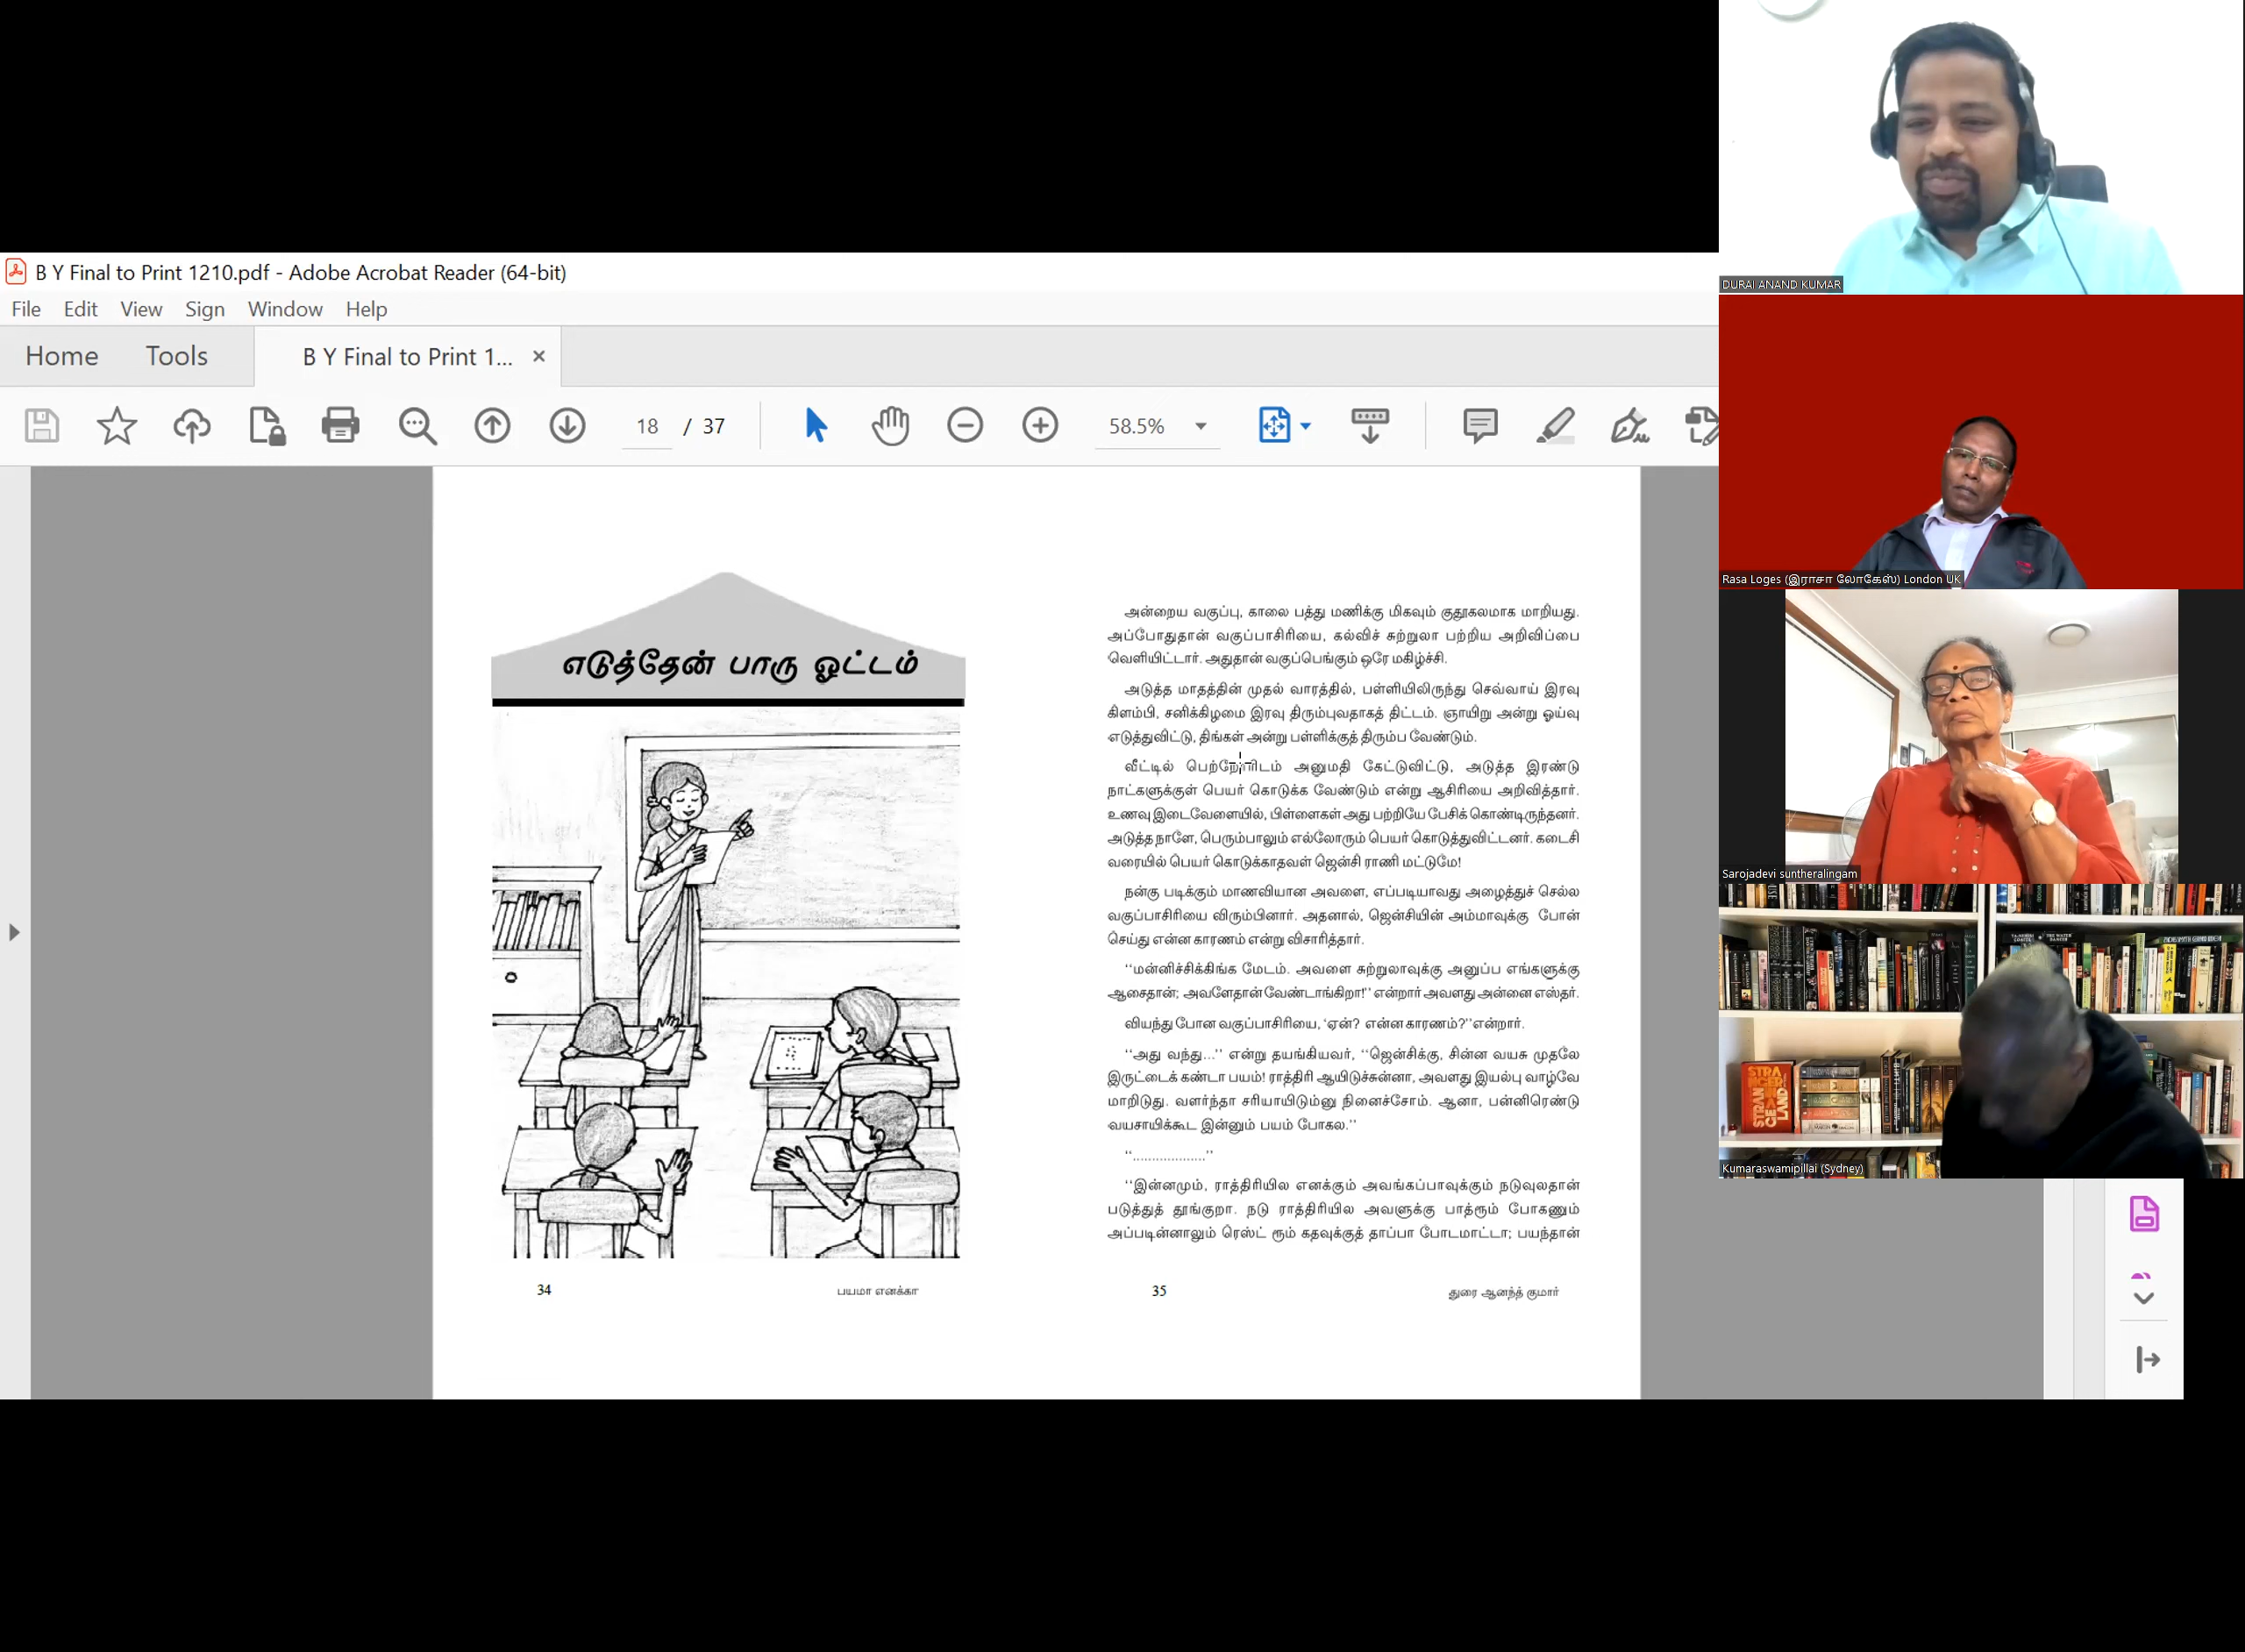 B Y Final to Print 1210.pdf - Adobe Acrobat Reader (64-bit)
File Edit View Sign Window Help
Home Tools B Y Final to Print 1... ×
18 / 37 58.5%
எடுத்தேன் பாரு ஓட்டம்
34 பயமா எனக்கா
அன்றைய வகுப்பு, காலை பத்து மணிக்கு மிகவும் குதூகலமாக மாறியது.
அப்போதுதான் வகுப்பாசிரியை, கல்விச் சுற்றுலா பற்றிய அறிவிப்பை
வெளியிட்டார். அதுதான் வகுப்பெங்கும் ஒரே மகிழ்ச்சி.
அடுத்த மாதத்தின் முதல் வாரத்தில், பள்ளியிலிருந்து செவ்வாய் இரவு
கிளம்பி, சனிக்கிழமை இரவு திரும்புவதாகத் திட்டம். ஞாயிறு அன்று ஓய்வு
எடுத்துவிட்டு, திங்கள் அன்று பள்ளிக்குத் திரும்ப வேண்டும்.
வீட்டில் பெற்றோரிடம் அனுமதி கேட்டுவிட்டு, அடுத்த இரண்டு
நாட்களுக்குள் பெயர் கொடுக்க வேண்டும் என்று ஆசிரியை அறிவித்தார்.
உணவு இடைவேளையில், பிள்ளைகள் அது பற்றியே பேசிக் கொண்டிருந்தனர்.
அடுத்த நாளே, பெரும்பாலும் எல்லோரும் பெயர் கொடுத்துவிட்டனர். கடைசி
வரையில் பெயர் கொடுக்காதவள் ஜென்சி ராணி மட்டுமே!
நன்கு படிக்கும் மாணவியான அவளை, எப்படியாவது அழைத்துச் செல்ல
வகுப்பாசிரியை விரும்பினார். அதனால், ஜென்சியின் அம்மாவுக்கு போன்
செய்து என்ன காரணம் என்று விசாரித்தார்.
‘‘மன்னிச்சிக்கிங்க மேடம். அவளை சுற்றுலாவுக்கு அனுப்ப எங்களுக்கு
ஆசைதான்; அவளேதான் வேண்டாங்கிறா!’’ என்றார் அவளது அன்னை எஸ்தர்.
வியந்து போன வகுப்பாசிரியை, ‘ஏன்? என்ன காரணம்?’’ என்றார்.
‘‘அது வந்து...’’ என்று தயங்கியவர், ‘‘ஜென்சிக்கு, சின்ன வயசு முதலே
இருட்டைக் கண்டா பயம்! ராத்திரி ஆயிடுச்சுன்னா, அவளது இயல்பு வாழ்வே
மாறிடுது. வளர்ந்தா சரியாயிடும்னு நினைச்சோம். ஆனா, பன்னிரெண்டு
வயசாயிக்கூட இன்னும் பயம் போகல.’’
‘‘...................’’
‘‘இன்னமும், ராத்திரியில எனக்கும் அவங்கப்பாவுக்கும் நடுவுலதான்
படுத்துத் தூங்குறா. நடு ராத்திரியில அவளுக்கு பாத்ரூம் போகணும்
அப்படின்னாலும் ரெஸ்ட் ரூம் கதவுக்குத் தாப்பா போடமாட்டா; பயந்தான்
35 துரை ஆனந்த் குமார்
DURAI ANAND KUMAR
Rasa Loges (இராசா லோகேஸ்) London UK
Sarojadevi suntheralingam
STRANGE LAND
Kumaraswamipillai (Sydney)